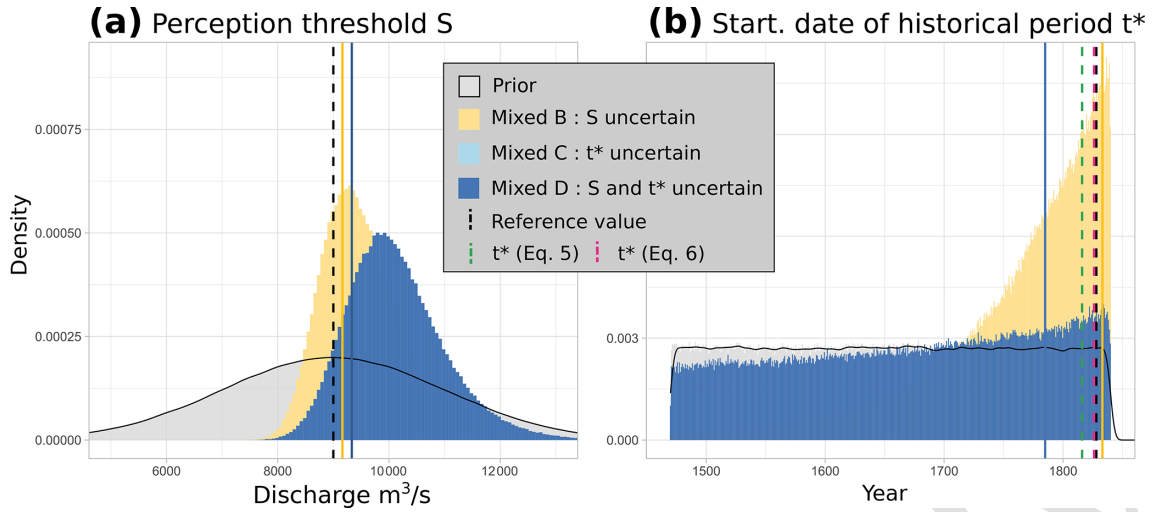 (a) Perception threshold S
(b) Start. date of historical period t*
Prior
Mixed B : S uncertain
Mixed C : t* uncertain
Mixed D : S and t* uncertain
Reference value
t* (Eq. 5) t* (Eq. 6)
Density
0.00075
0.00050
0.00025
0.00000
6000 8000 10000 12000
Discharge m³/s
0.003
0.000
1500 1600 1700 1800
Year